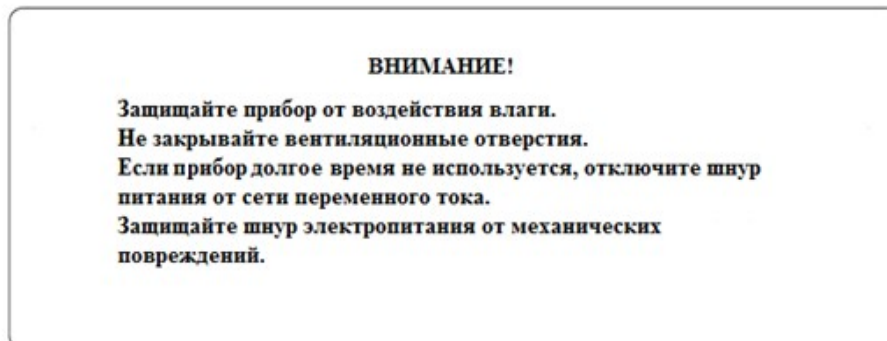 ВНИМАНИЕ!
Защищайте прибор от воздействия влаги.
Не закрывайте вентиляционные отверстия.
Если прибор долгое время не используется, отключите шнур
питания от сети переменного тока.
Защищайте шнур электропитания от механических
повреждений.